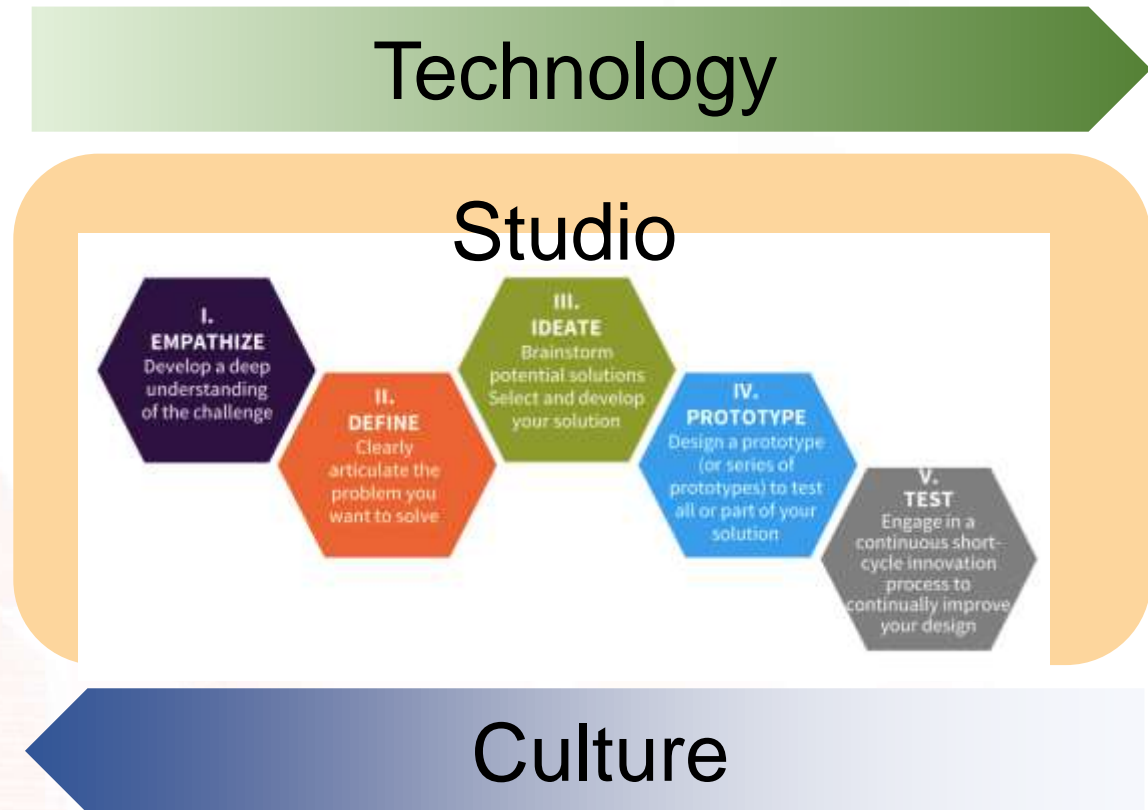 Technology
Studio
I.
EMPATHIZE
Develop a deep
understanding
of the challenge
II.
DEFINE
Clearly
articulate the
problem you
want to solve
III.
IDEATE
Brainstorm
potential solutions
Select and develop
your solution
IV.
PROTOTYPE
Design a prototype
(or series of
prototypes) to test
all or part of your
solution
V.
TEST
Engage in a
continuous short-
cycle innovation
process to
continually improve
your design
Culture